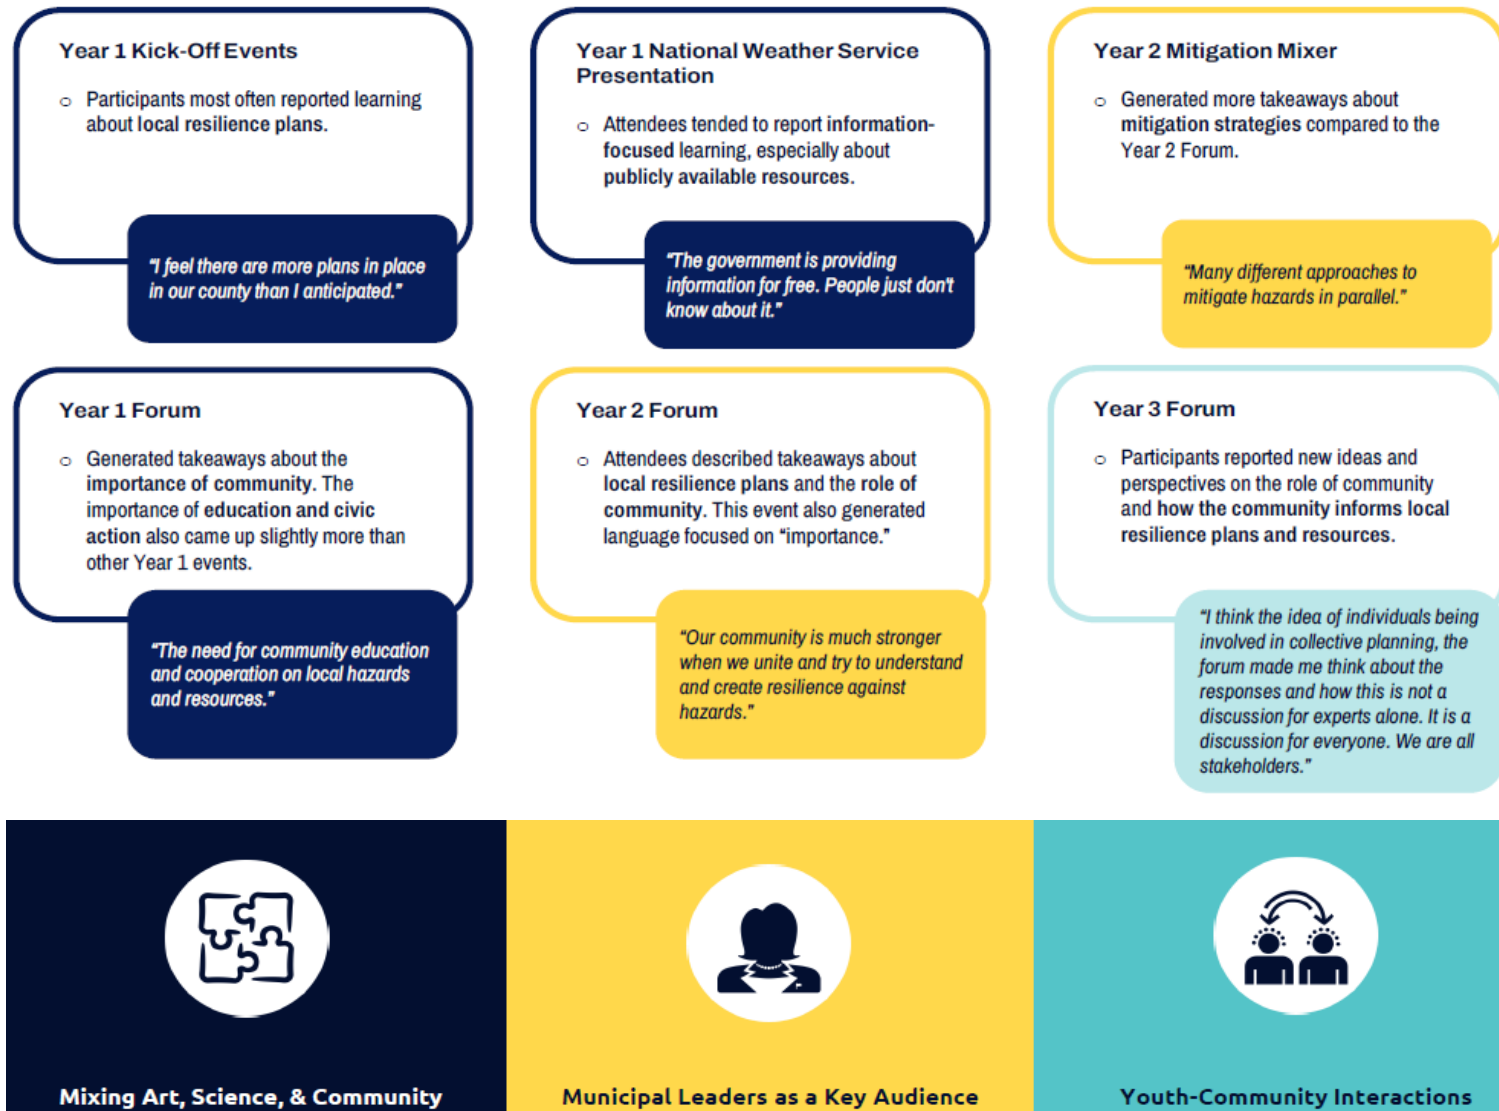 Year 1 Kick-Off Events
Participants most often reported learning
about local resilience plans.
"I feel there are more plans in place
in our county than I anticipated."
Year 1 National Weather Service
Presentation
Attendees tended to report information-
focused learning, especially about
publicly available resources.
"The government is providing
information for free. People just don't
know about it."
Year 2 Mitigation Mixer
Generated more takeaways about
mitigation strategies compared to the
Year 2 Forum.
"Many different approaches to
mitigate hazards in parallel."
Year 1 Forum
Generated takeaways about the
importance of community. The
importance of education and civic
action also came up slightly more than
other Year 1 events.
"The need for community education
and cooperation on local hazards
and resources."
Year 2 Forum
Attendees described takeaways about
local resilience plans and the role of
community. This event also generated
language focused on "importance."
"Our community is much stronger
when we unite and try to understand
and create resilience against
hazards."
Year 3 Forum
Participants reported new ideas and
perspectives on the role of community
and how the community informs local
resilience plans and resources.
"I think the idea of individuals being
involved in collective planning, the
forum made me think about the
responses and how this is not a
discussion for experts alone. It is a
discussion for everyone. We are all
stakeholders."
Mixing Art, Science, & Community
Municipal Leaders as a Key Audience
Youth-Community Interactions